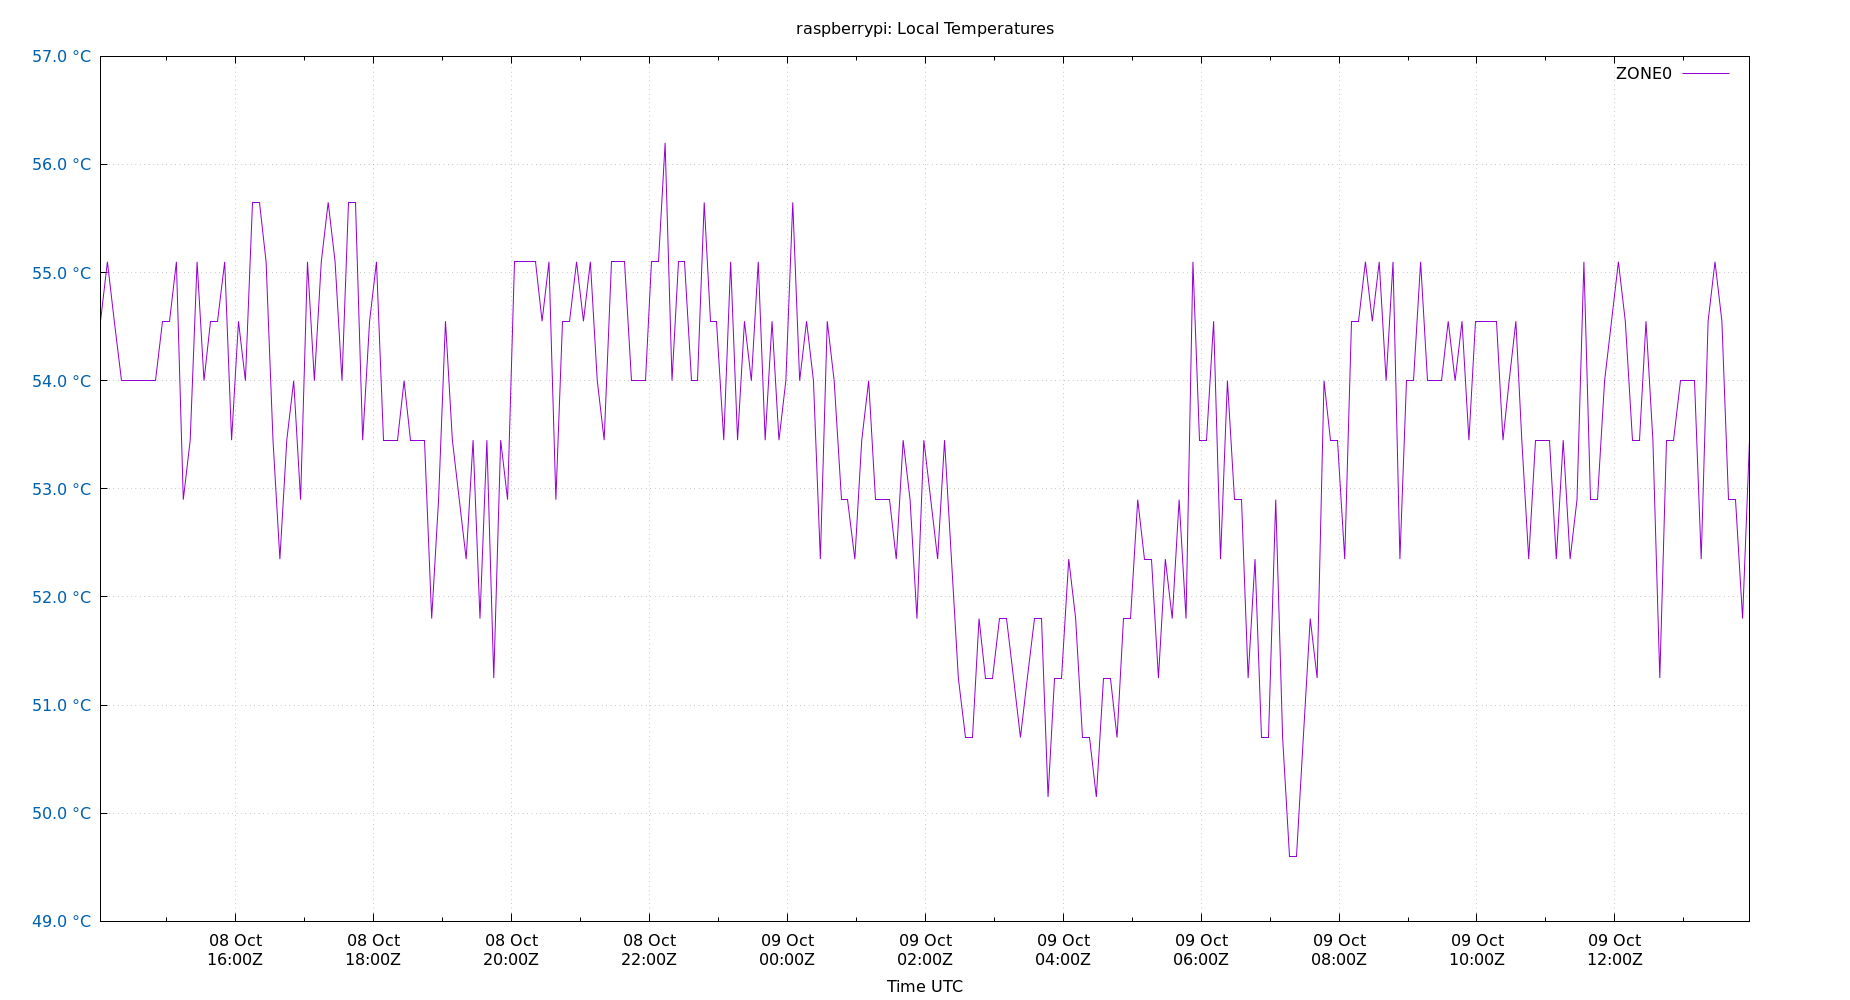 raspberrypi: Local Temperatures
57.0 °C
ZONE0
56.0 °C
55.0 °C
54.0 °C
53.0 °C
52.0 °C
51.0 °C
50.0 °C
49.0 °C
08 Oct 08 Oct 08 Oct 08 Oct 09 Oct 09 Oct 09 Oct 09 Oct 09 Oct 09 Oct 09 Oct
16:00Z 18:00Z 20:00Z 22:00Z 00:00Z 02:00Z 04:00Z 06:00Z 08:00Z 10:00Z 12:00Z
Time UTC